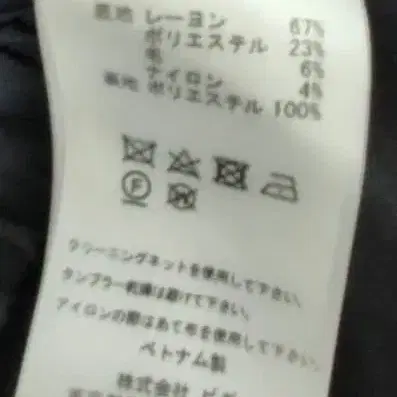 表地 レーヨン 67%
ポリエステル 23%
毛 6%
ナイロン 4%
裏地 ポリエステル 100%
F
クリーニングネットを使用して下さい。
タンブラー乾燥は避けて下さい。
アイロンの際はあて布を使用して下さい。
ベトナム製
株式会社 ビギ